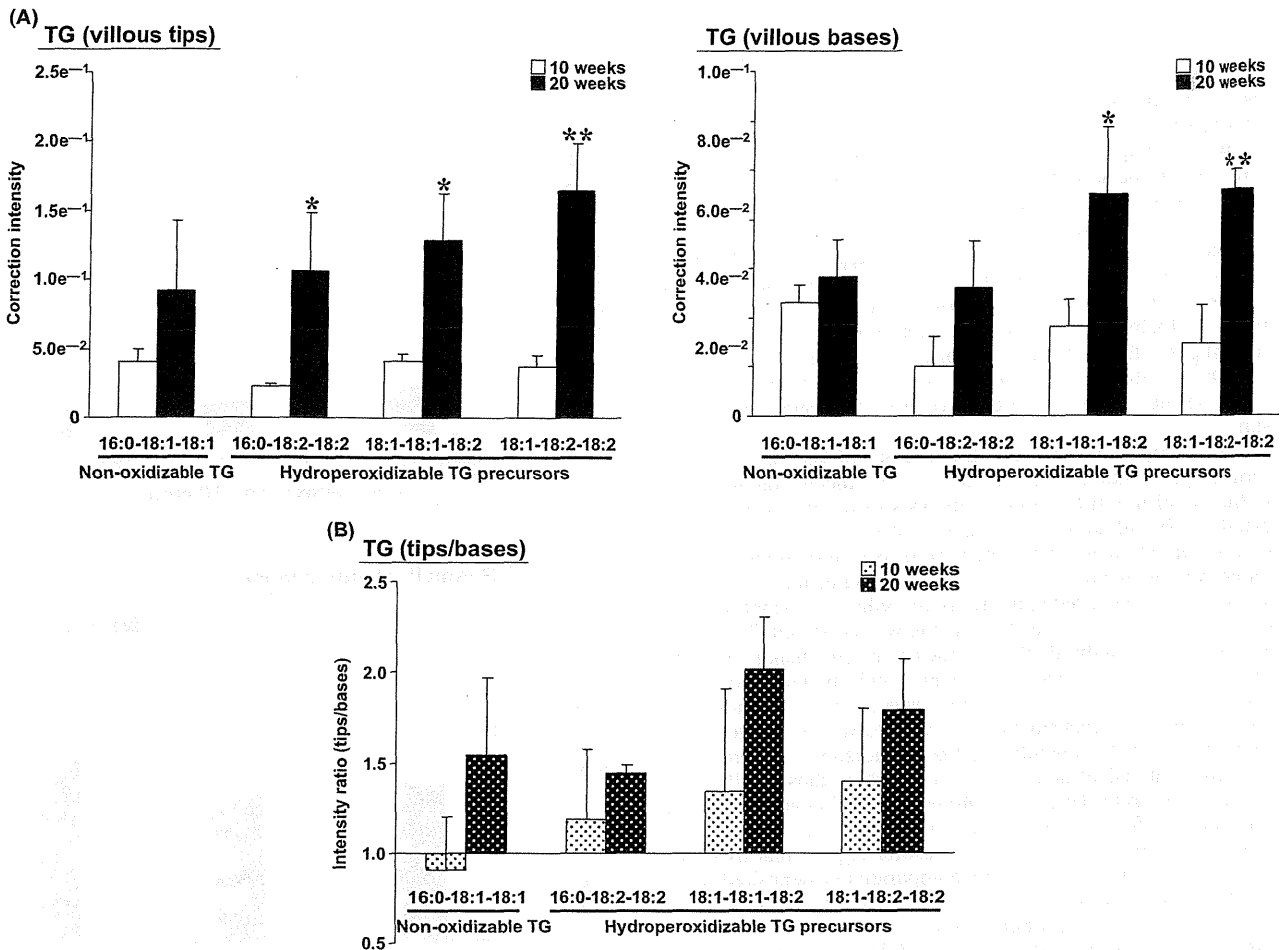 (A)
TG (villous tips)
10 weeks
20 weeks
2.5e—1
2.0e—1
1.5e—1
1.0e—1
5.0e—2
0
Correction intensity
*
*
**
16:0-18:1-18:1
16:0-18:2-18:2
18:1-18:1-18:2
18:1-18:2-18:2
Non-oxidizable TG
Hydroperoxidizable TG precursors
TG (villous bases)
10 weeks
20 weeks
1.0e—1
8.0e—2
6.0e—2
4.0e—2
2.0e—2
0
Correction intensity
*
**
16:0-18:1-18:1
16:0-18:2-18:2
18:1-18:1-18:2
18:1-18:2-18:2
Non-oxidizable TG
Hydroperoxidizable TG precursors
(B)
TG (tips/bases)
10 weeks
20 weeks
2.5
2.0
1.5
1.0
0.5
Intensity ratio (tips/bases)
16:0-18:1-18:1
16:0-18:2-18:2
18:1-18:1-18:2
18:1-18:2-18:2
Non-oxidizable TG
Hydroperoxidizable TG precursors